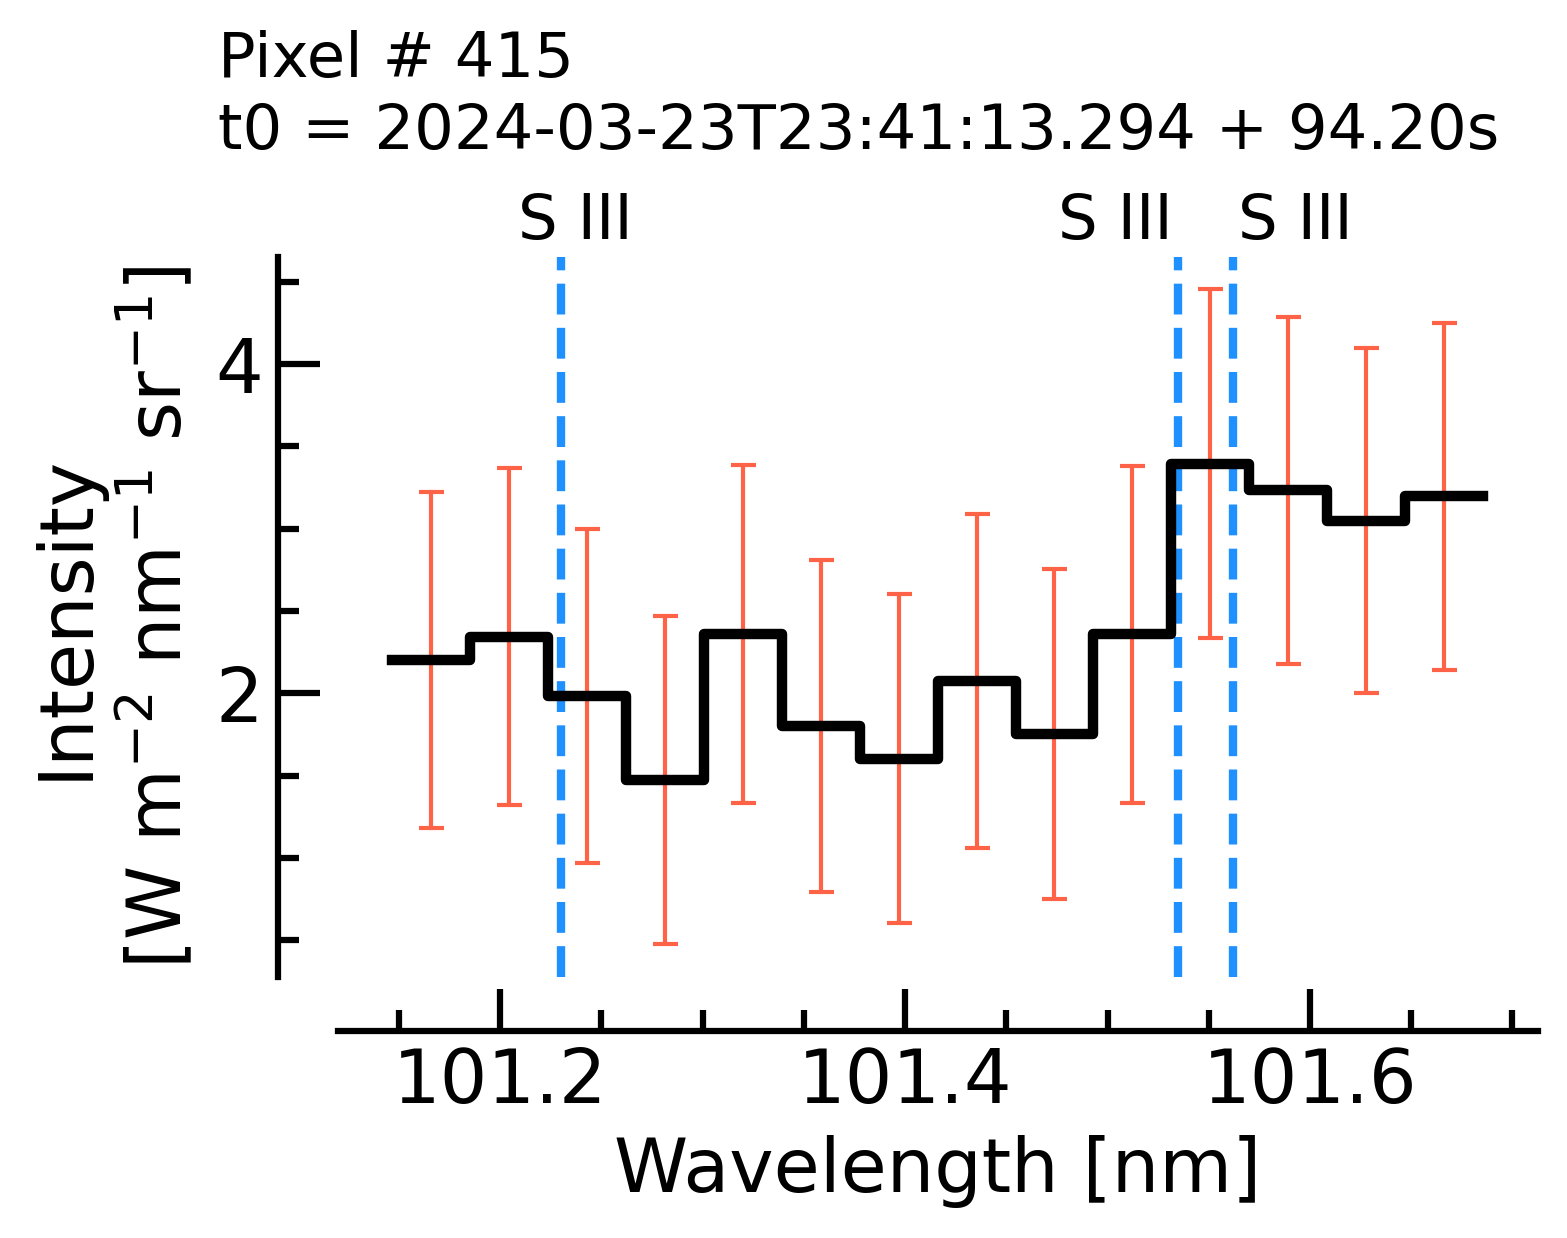 Pixel # 415
t0 = 2024-03-23T23:41:13.294 + 94.20s
S III S III S III
Intensity
[W m⁻² nm⁻¹ sr⁻¹]
4
2
101.2 101.4 101.6
Wavelength [nm]